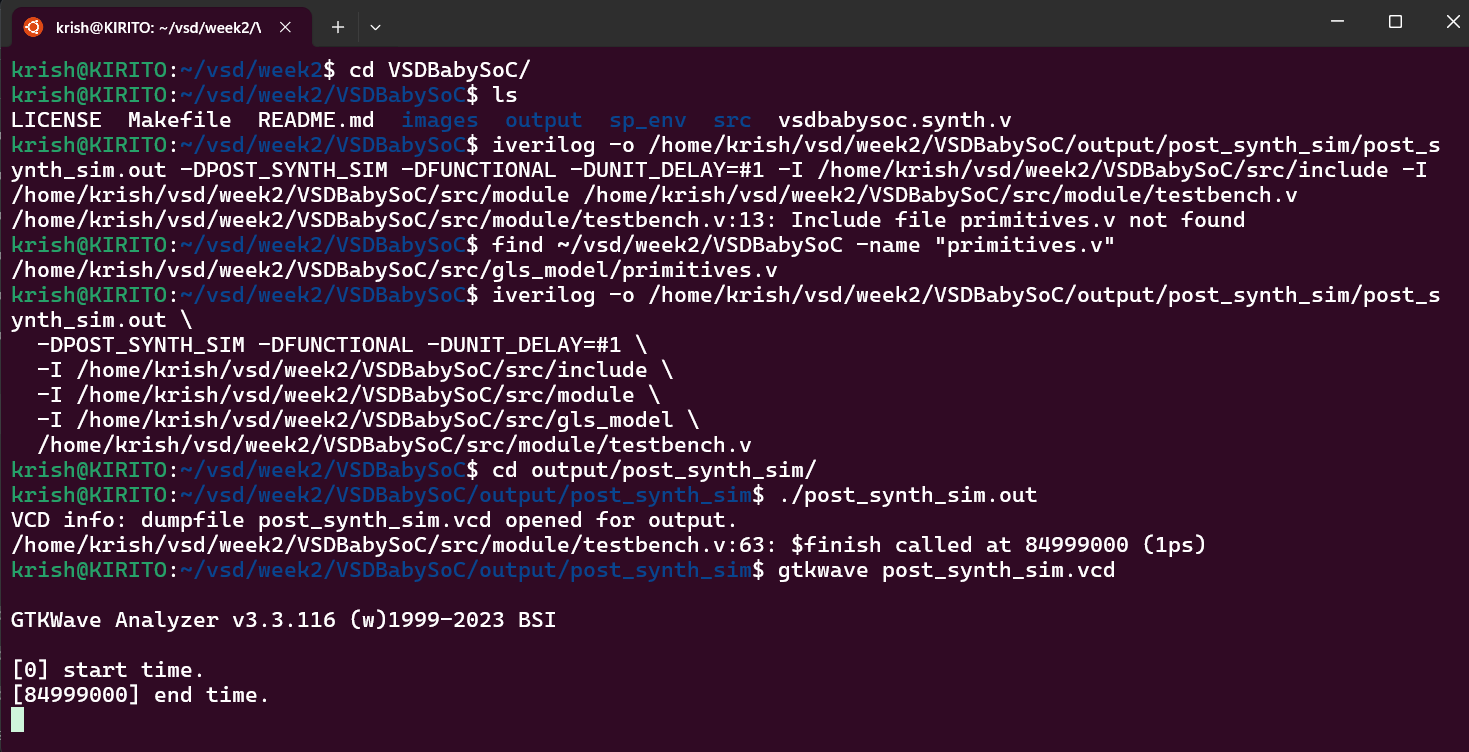 krish@KIRITO: ~/vsd/week2/\
krish@KIRITO:~/vsd/week2$ cd VSDBabySoC/
krish@KIRITO:~/vsd/week2/VSDBabySoC$ ls
LICENSE  Makefile  README.md  images  output  sp_env  src  vsdbabysoc.synth.v
krish@KIRITO:~/vsd/week2/VSDBabySoC$ iverilog -o /home/krish/vsd/week2/VSDBabySoC/output/post_synth_sim/post_s
ynth_sim.out -DPOST_SYNTH_SIM -DFUNCTIONAL -DUNIT_DELAY=#1 -I /home/krish/vsd/week2/VSDBabySoC/src/include -I
/home/krish/vsd/week2/VSDBabySoC/src/module /home/krish/vsd/week2/VSDBabySoC/src/module/testbench.v
/home/krish/vsd/week2/VSDBabySoC/src/module/testbench.v:13: Include file primitives.v not found
krish@KIRITO:~/vsd/week2/VSDBabySoC$ find ~/vsd/week2/VSDBabySoC -name "primitives.v"
/home/krish/vsd/week2/VSDBabySoC/src/gls_model/primitives.v
krish@KIRITO:~/vsd/week2/VSDBabySoC$ iverilog -o /home/krish/vsd/week2/VSDBabySoC/output/post_synth_sim/post_s
ynth_sim.out \
  -DPOST_SYNTH_SIM -DFUNCTIONAL -DUNIT_DELAY=#1 \
  -I /home/krish/vsd/week2/VSDBabySoC/src/include \
  -I /home/krish/vsd/week2/VSDBabySoC/src/module \
  -I /home/krish/vsd/week2/VSDBabySoC/src/gls_model \
  /home/krish/vsd/week2/VSDBabySoC/src/module/testbench.v
krish@KIRITO:~/vsd/week2/VSDBabySoC$ cd output/post_synth_sim/
krish@KIRITO:~/vsd/week2/VSDBabySoC/output/post_synth_sim$ ./post_synth_sim.out
VCD info: dumpfile post_synth_sim.vcd opened for output.
/home/krish/vsd/week2/VSDBabySoC/src/module/testbench.v:63: $finish called at 84999000 (1ps)
krish@KIRITO:~/vsd/week2/VSDBabySoC/output/post_synth_sim$ gtkwave post_synth_sim.vcd
GTKWave Analyzer v3.3.116 (w)1999-2023 BSI
[0] start time.
[84999000] end time.